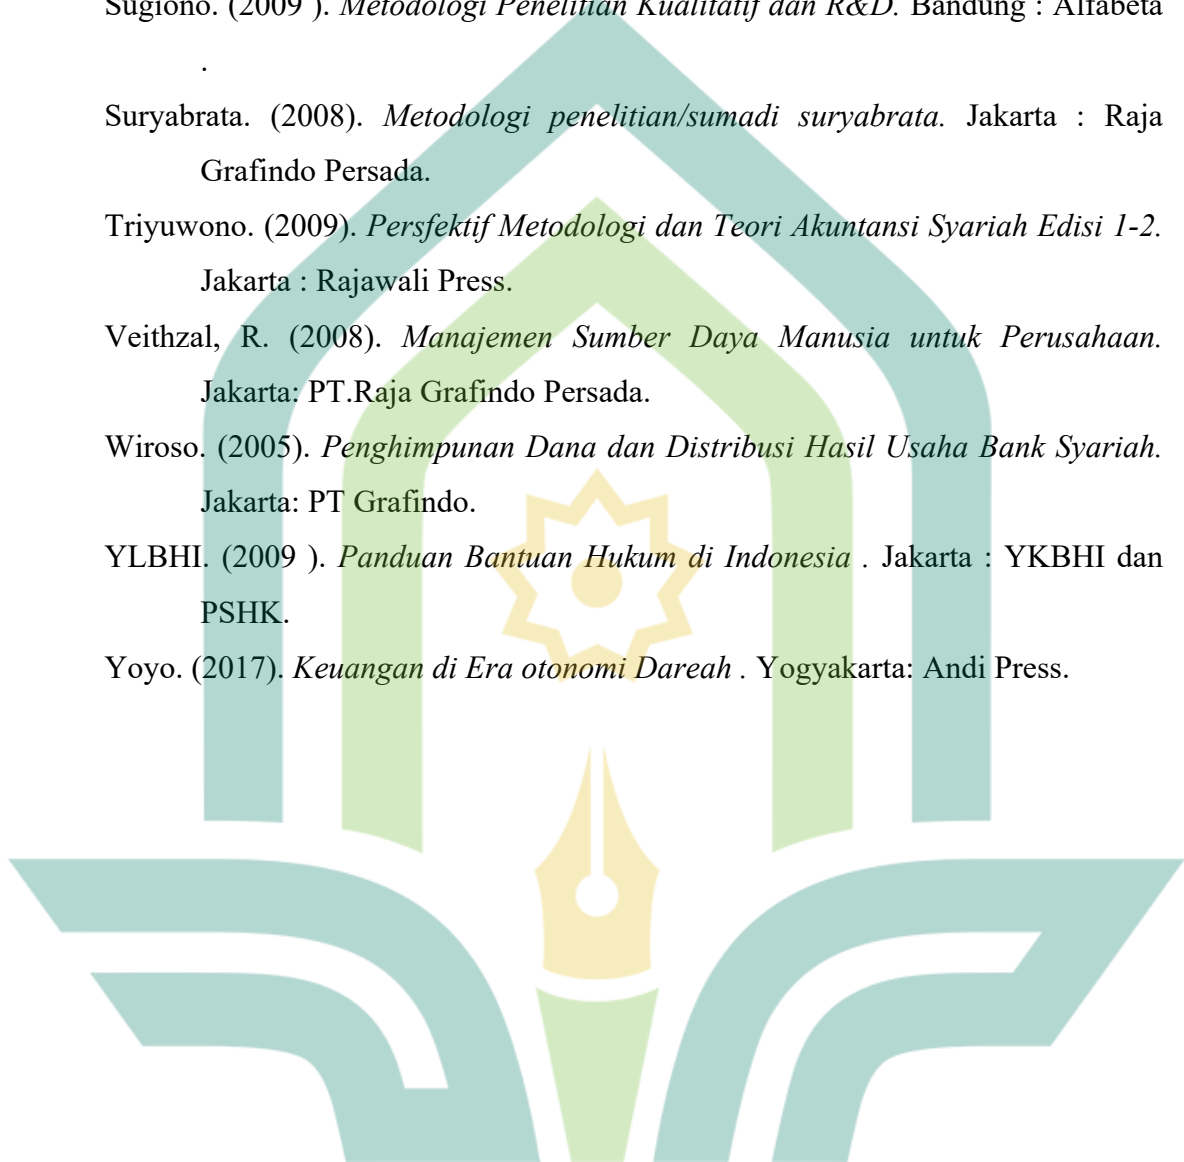 Sugiono. (2009 ). Metodologi Penelitian Kualitatif dan R&D. Bandung : Alfabeta
.
Suryabrata. (2008). Metodologi penelitian/sumadi suryabrata. Jakarta : Raja
Grafindo Persada.
Triyuwono. (2009). Persfektif Metodologi dan Teori Akuntansi Syariah Edisi 1-2.
Jakarta : Rajawali Press.
Veithzal, R. (2008). Manajemen Sumber Daya Manusia untuk Perusahaan.
Jakarta: PT.Raja Grafindo Persada.
Wiroso. (2005). Penghimpunan Dana dan Distribusi Hasil Usaha Bank Syariah.
Jakarta: PT Grafindo.
YLBHI. (2009 ). Panduan Bantuan Hukum di Indonesia . Jakarta : YKBHI dan
PSHK.
Yoyo. (2017). Keuangan di Era otonomi Dareah . Yogyakarta: Andi Press.